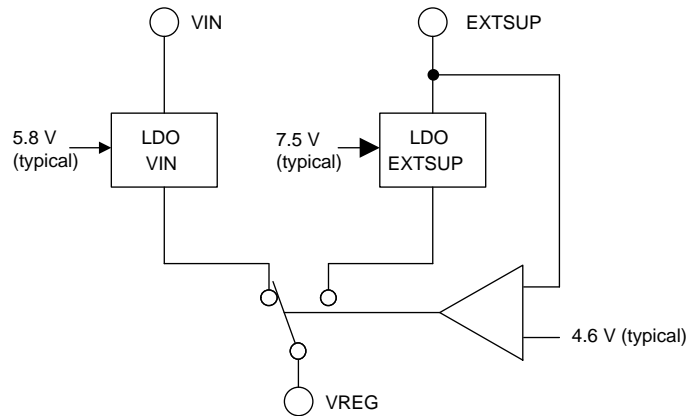 VIN
EXTSUP
5.8 V
(typical)
LDO
VIN
7.5 V
(typical)
LDO
EXTSUP
4.6 V (typical)
VREG